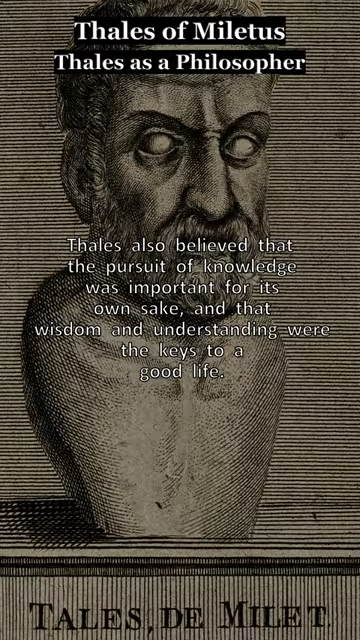 Thales of Miletus
Thales as a Philosopher
Thales also believed that
the pursuit of knowledge
was important for its
own sake, and that
wisdom and understanding were
the keys to a
good life.
TALES, DE MILET.